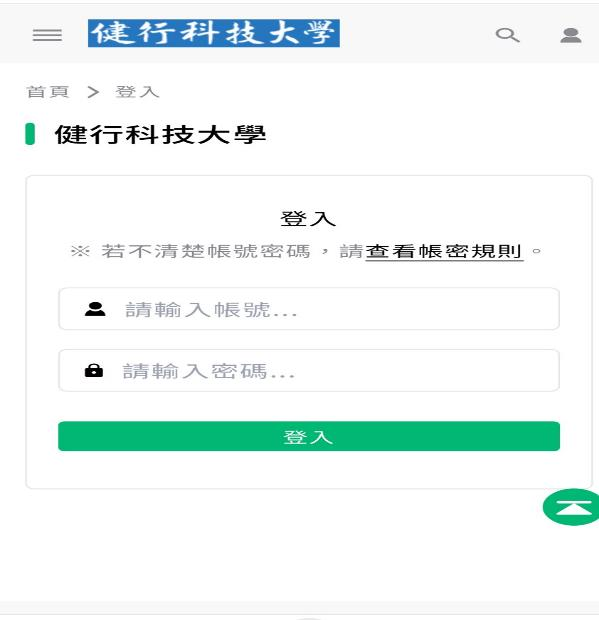 健行科技大學
首頁 > 登入
健行科技大學
登入
※ 若不清楚帳號密碼，請查看帳密規則。
請輸入帳號...
請輸入密碼...
登入